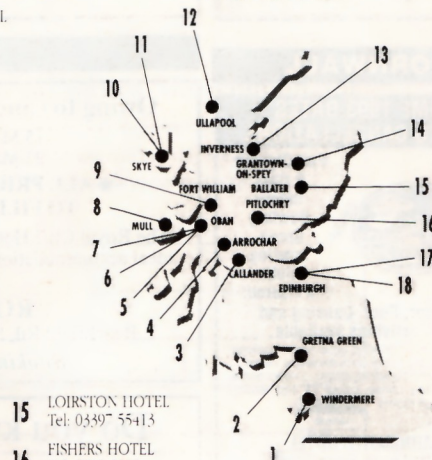 12
11
13
10
ULLAPOOL
INVERNESS
14
SKYE
GRANTOWN-
ON-SPEY
9
FORT WILLIAM
BALLATER
15
8
PITLOCHRY
MULL
OBAN
16
7
ARROCHAR
17
6
CALLANDER
5
EDINBURGH
18
4
3
GRETNA GREEN
2
WINDERMERE
1
15 LOIRSTON HOTEL
Tel: 03397 55413
16 FISHERS HOTEL